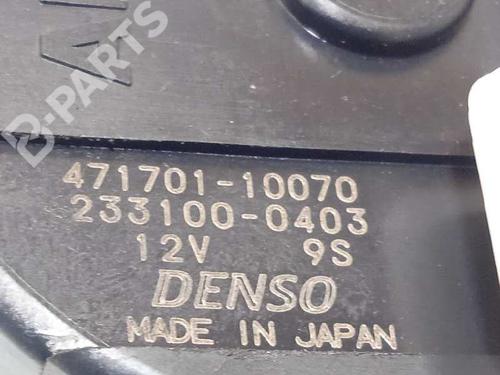 B-PARTS
471701-10070
233100-0403
12V 9S
DENSO
MADE IN JAPAN